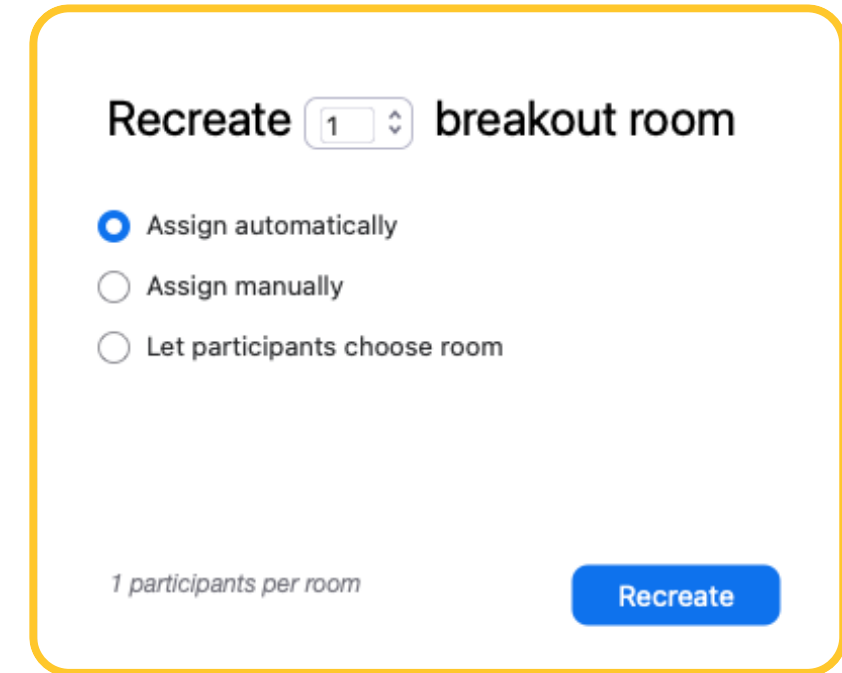 Recreate 1 breakout room
Assign automatically
Assign manually
Let participants choose room
1 participants per room
Recreate